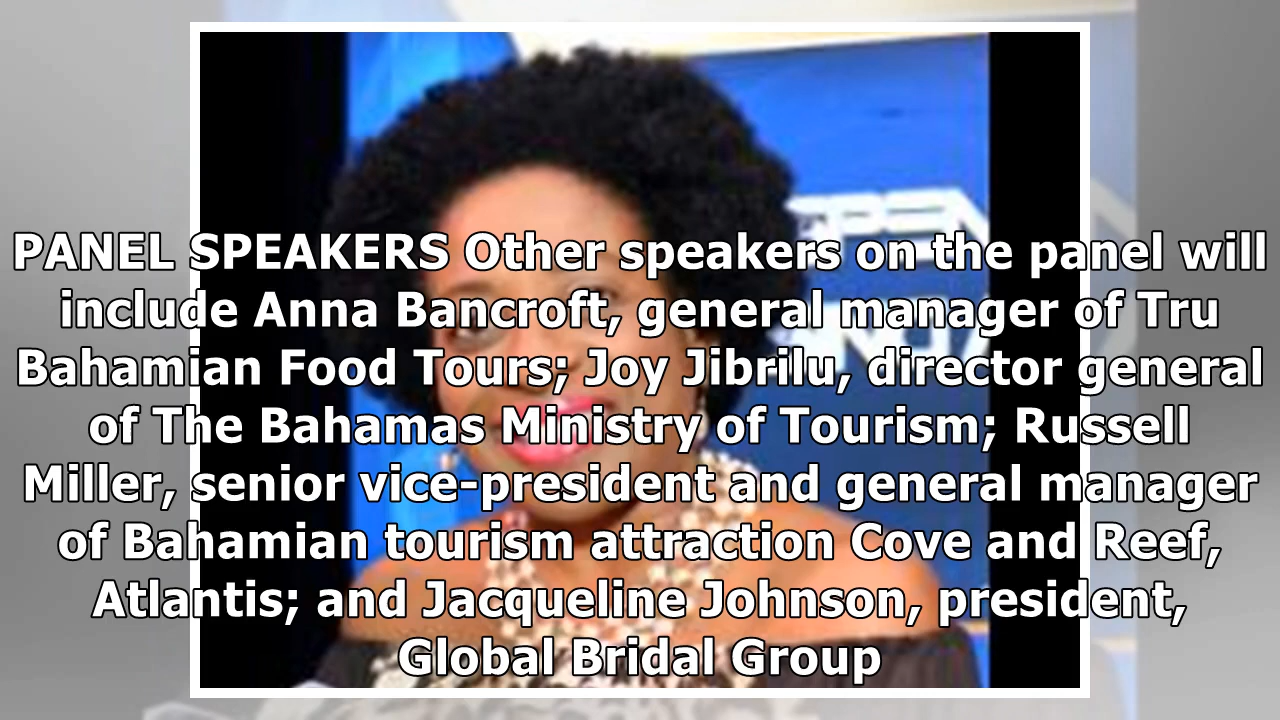 PANEL SPEAKERS Other speakers on the panel will
include Anna Bancroft, general manager of Tru
Bahamian Food Tours; Joy Jibrilu, director general
of The Bahamas Ministry of Tourism; Russell
Miller, senior vice-president and general manager
of Bahamian tourism attraction Cove and Reef,
Atlantis; and Jacqueline Johnson, president,
Global Bridal Group